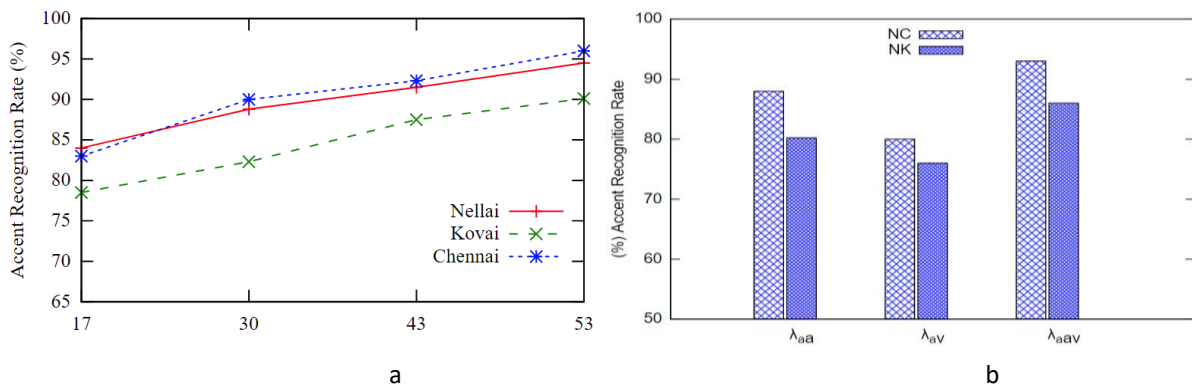 Accent Recognition Rate (%)
100
95
90
85
80
75
70
65
17 30 43 53
Nellai
Kovai
Chennai
a
(%) Accent Recognition Rate
100
90
80
70
60
50
NC
NK
λaa λav λaav
b